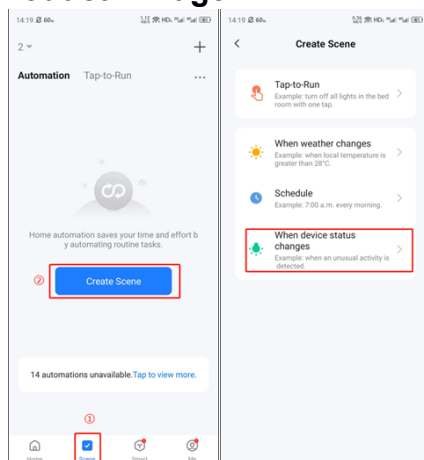 14:19
2
Automation Tap-to-Run ...
Home automation saves your time and effort b
y automating routine tasks.
② Create Scene
14 automations unavailable.Tap to view more.
①
Home Scene Smart Me
14:19
Create Scene
Tap-to-Run
Example: turn off all lights in the bed
room with one tap.
When weather changes
Example: when local temperature is
greater than 28°C.
Schedule
Example: 7:00 a.m. every morning.
When device status
changes
Example: when an unusual activity is
detected.